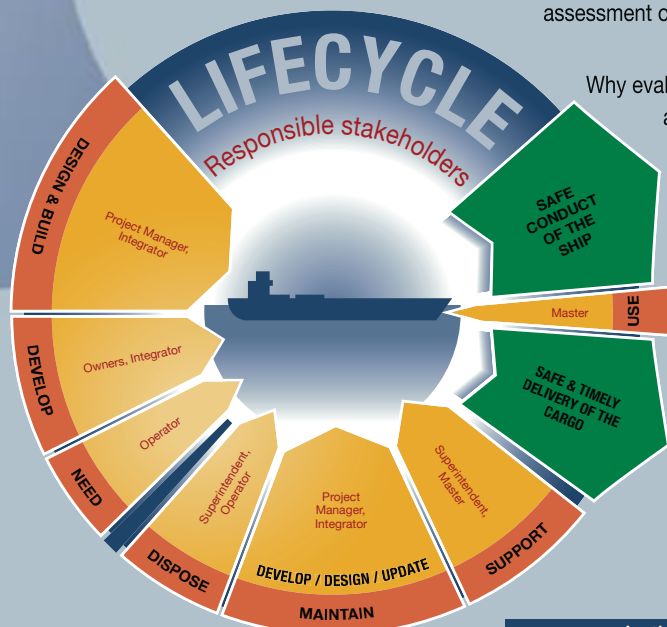 assessment o
Why eval
a
LIFECYCLE
Responsible stakeholders
DESIGN & BUILD
Project Manager,
Integrator
SAFE
CONDUCT
OF THE
SHIP
Master
USE
DEVELOP
Owners, Integrator
SAFE & TIMELY
DELIVERY OF THE
CARGO
NEED
Operator
DISPOSE
Superintendent,
Operator
Project
Manager,
Integrator
DEVELOP / DESIGN / UPDATE
MAINTAIN
Superintendent,
Master
SUPPORT